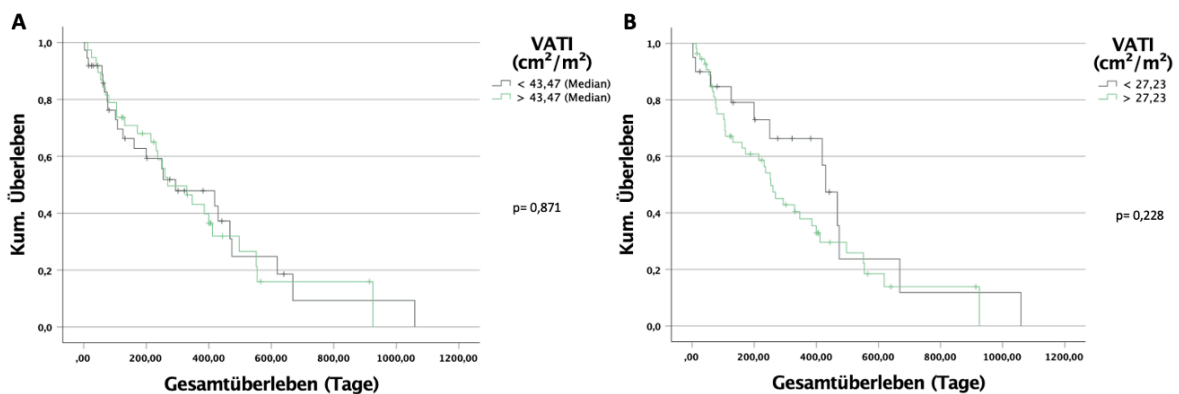 A
VATI
(cm²/m²)
< 43,47 (Median)
> 43,47 (Median)
p= 0,871
Kum. Überleben
1,0
0,8
0,6
0,4
0,2
0,0
,00 200,00 400,00 600,00 800,00 1000,00 1200,00
Gesamtüberleben (Tage)
B
VATI
(cm²/m²)
< 27,23
> 27,23
p= 0,228
Kum. Überleben
1,0
0,8
0,6
0,4
0,2
0,0
,00 200,00 400,00 600,00 800,00 1000,00 1200,00
Gesamtüberleben (Tage)